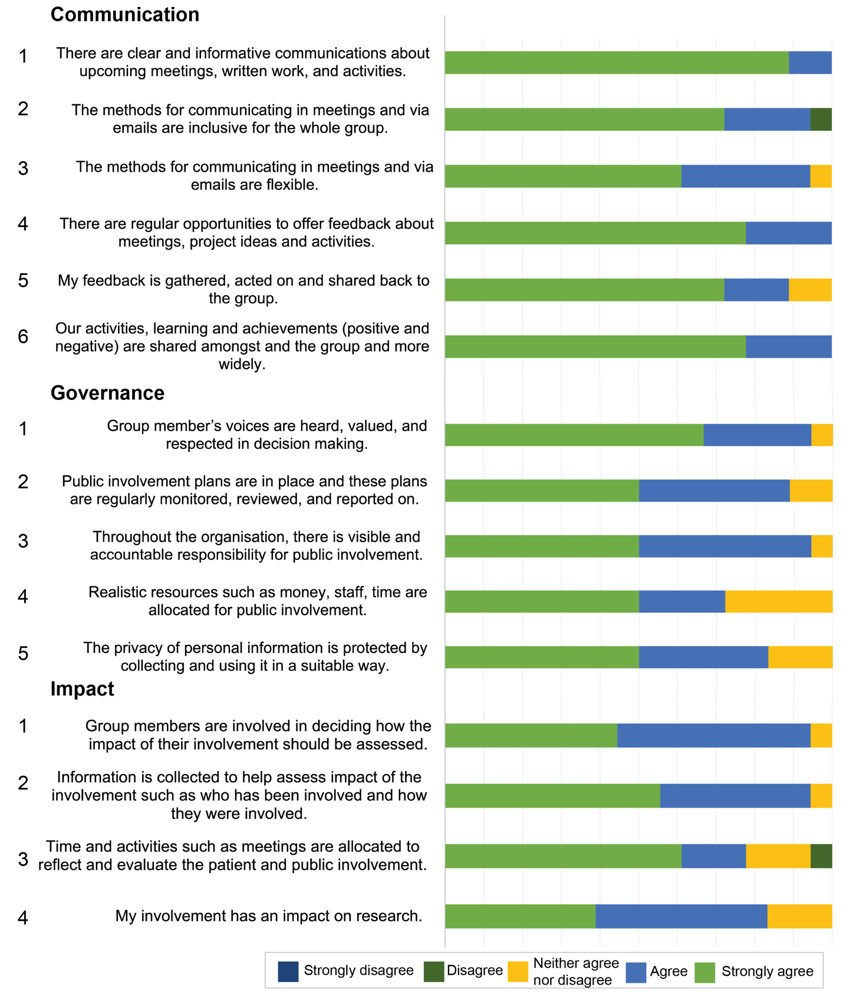 Communication
1
There are clear and informative communications about
upcoming meetings, written work, and activities.
2
The methods for communicating in meetings and via
emails are inclusive for the whole group.
3
The methods for communicating in meetings and via
emails are flexible.
4
There are regular opportunities to offer feedback about
meetings, project ideas and activities.
5
My feedback is gathered, acted on and shared back to
the group.
6
Our activities, learning and achievements (positive and
negative) are shared amongst and the group and more
widely.
Governance
1
Group member’s voices are heard, valued, and
respected in decision making.
2
Public involvement plans are in place and these plans
are regularly monitored, reviewed, and reported on.
3
Throughout the organisation, there is visible and
accountable responsibility for public involvement.
4
Realistic resources such as money, staff, time are
allocated for public involvement.
5
The privacy of personal information is protected by
collecting and using it in a suitable way.
Impact
1
Group members are involved in deciding how the
impact of their involvement should be assessed.
2
Information is collected to help assess impact of the
involvement such as who has been involved and how
they were involved.
3
Time and activities such as meetings are allocated to
reflect and evaluate the patient and public involvement.
4
My involvement has an impact on research.
Strongly disagree
Disagree
Neither agree
nor disagree
Agree
Strongly agree